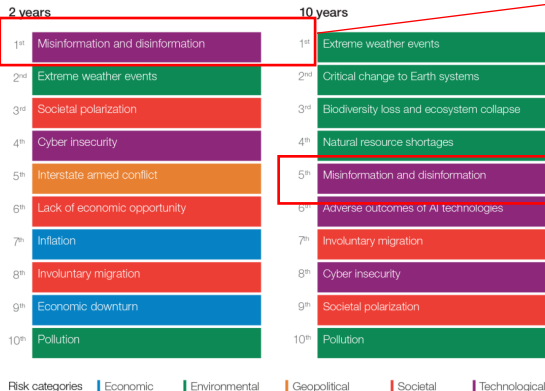 2 years
1st Misinformation and disinformation
2nd Extreme weather events
3rd Societal polarization
4th Cyber insecurity
5th Interstate armed conflict
6th Lack of economic opportunity
7th Inflation
8th Involuntary migration
9th Economic downturn
10th Pollution
10 years
1st Extreme weather events
2nd Critical change to Earth systems
3rd Biodiversity loss and ecosystem collapse
4th Natural resource shortages
5th Misinformation and disinformation
6th Adverse outcomes of AI technologies
7th Involuntary migration
8th Cyber insecurity
9th Societal polarization
10th Pollution
Risk categories Economic Environmental Geopolitical Societal Technological